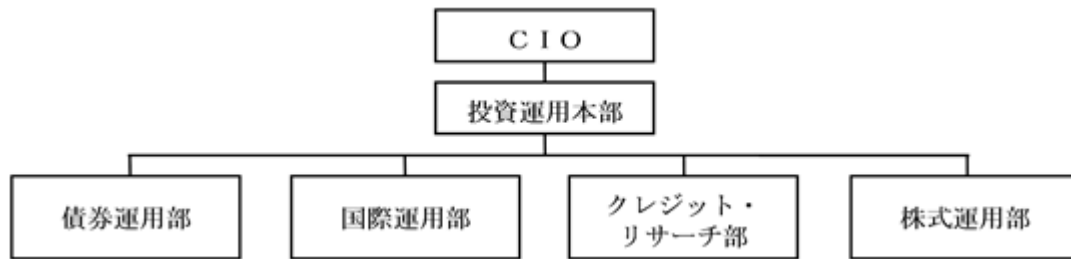 ＣＩＯ
投資運用本部
債券運用部
国際運用部
クレジット・
リサーチ部
株式運用部